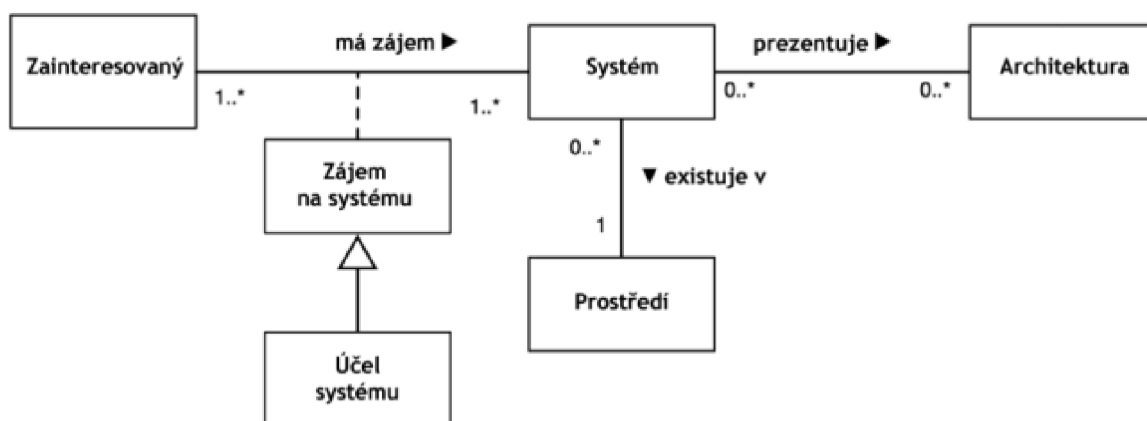 má zájem ►
prezentuje ►
Zainteresovaný
Systém
Architektura
1..*
1..*
0..*
0..*
Zájem
na systému
0..*
▼ existuje v
1
Prostředí
Účel
systému